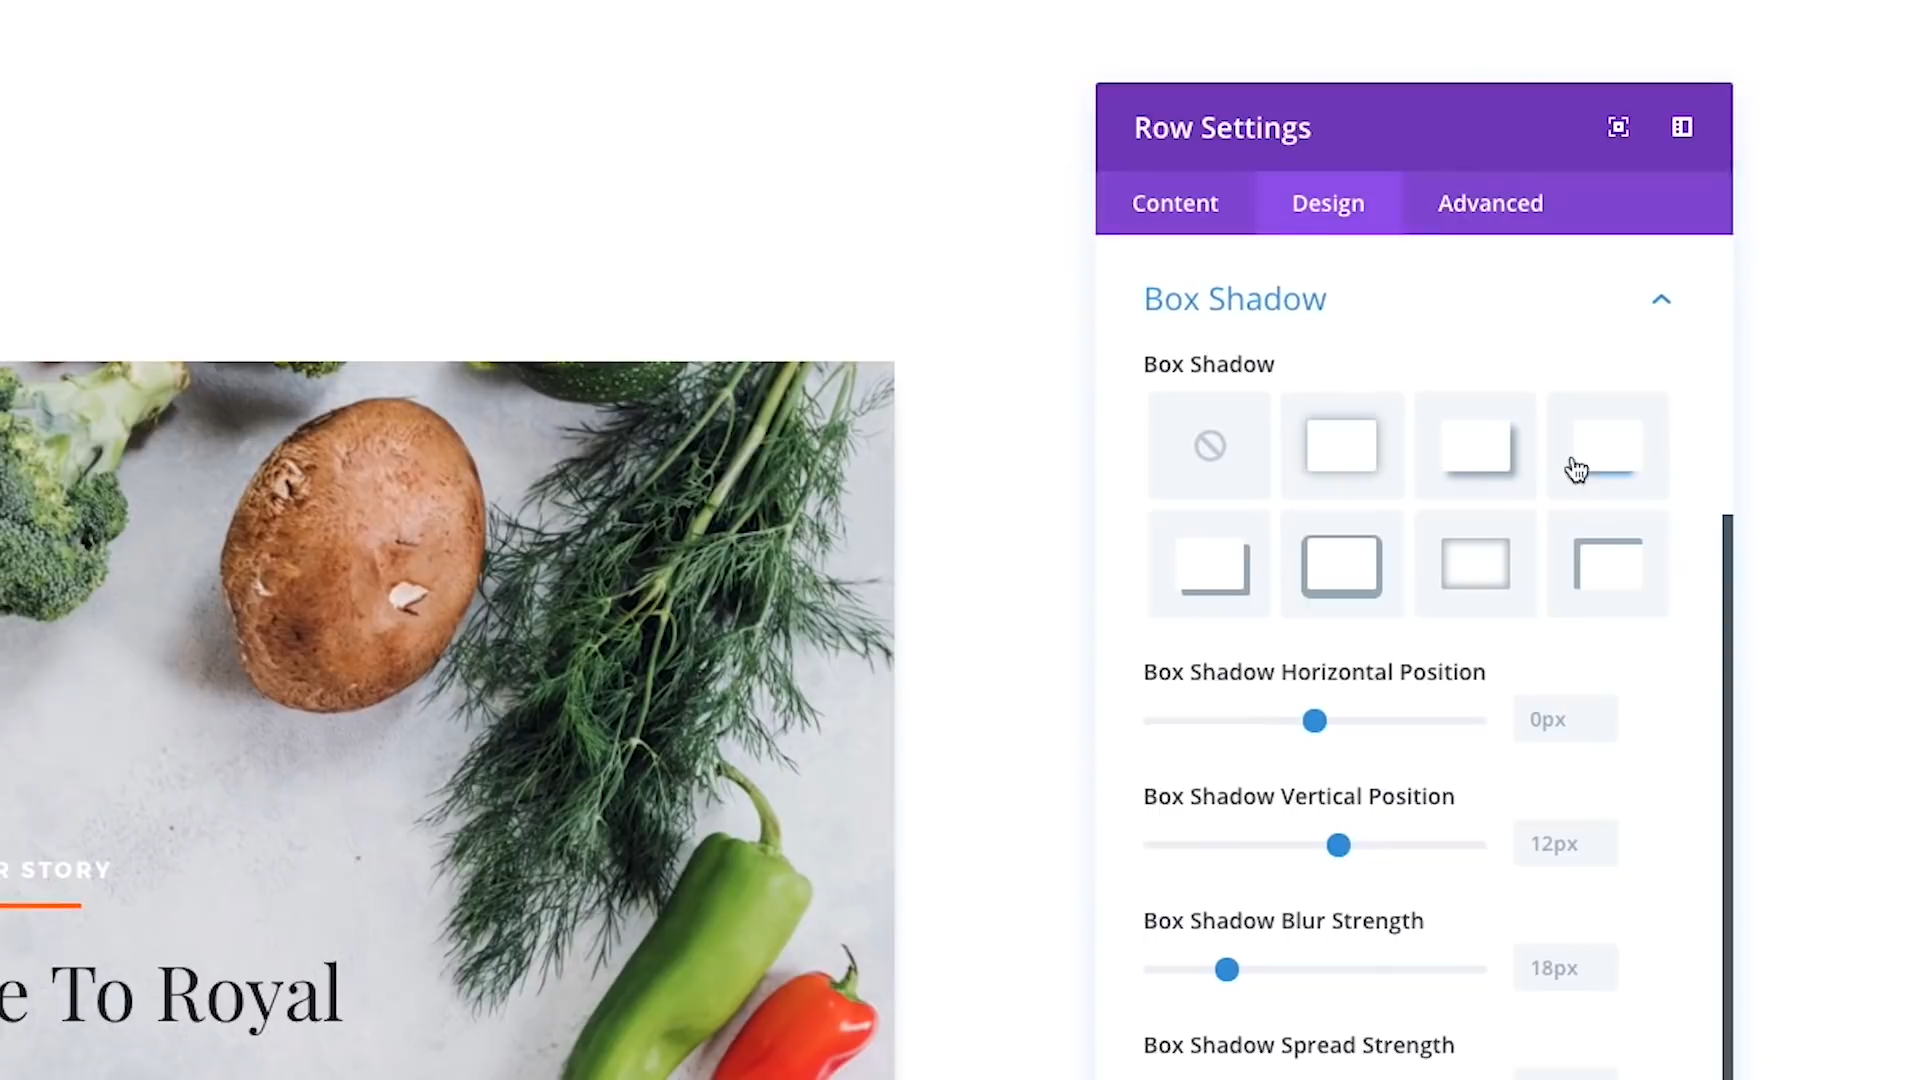 Row Settings
Content Design Advanced
Box Shadow
Box Shadow
Box Shadow Horizontal Position
0px
Box Shadow Vertical Position
12px
Box Shadow Blur Strength
18px
Box Shadow Spread Strength
R STORY
e To Royal